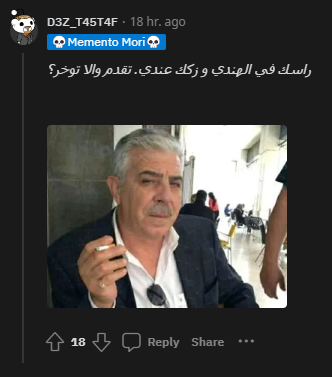 D3Z_T45T4F · 18 hr. ago
💀Memento Mori💀
راسك في الهندي و زكك عندي. تقدم والا توخر؟
18 Reply Share ...